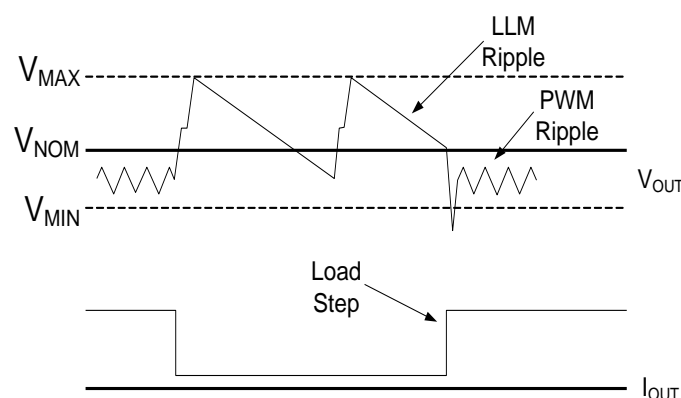 LLM
Ripple
VMAX
PWM
Ripple
VNOM
VOUT
VMIN
Load
Step
IOUT